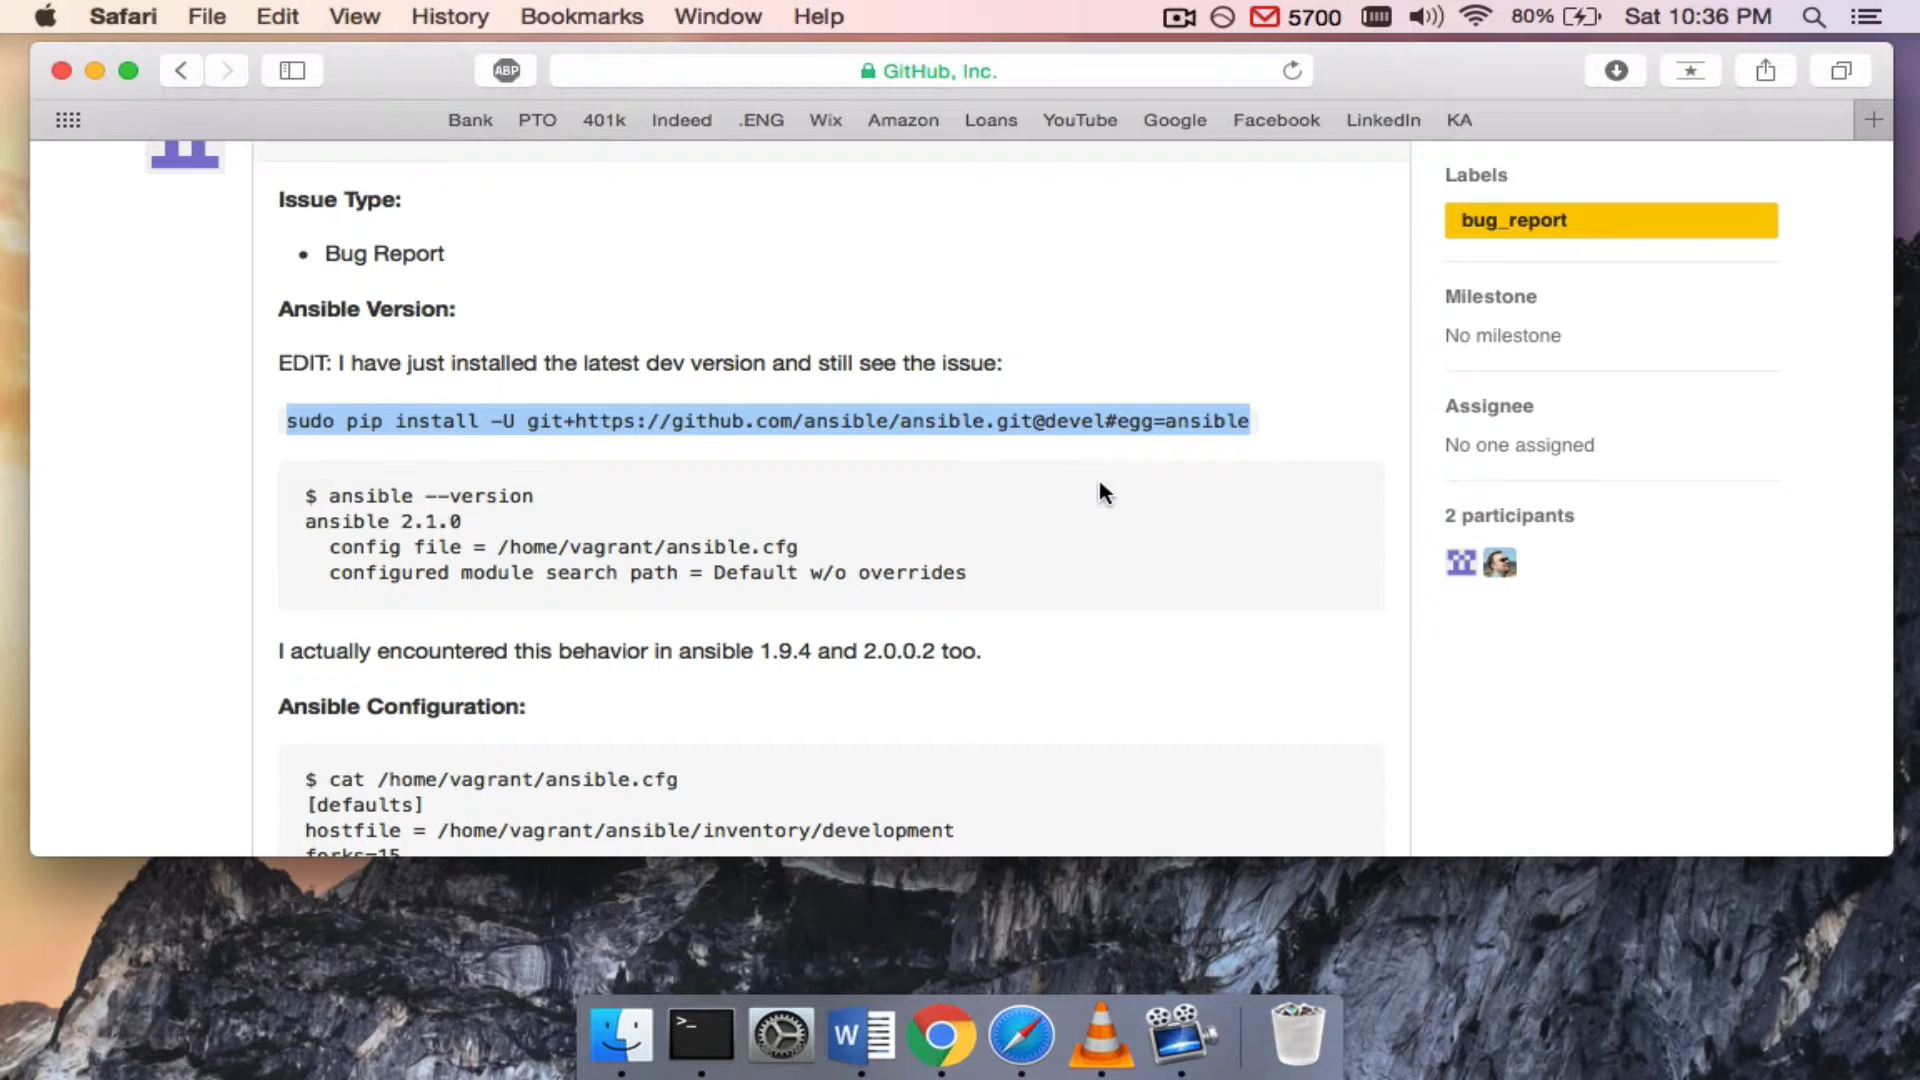 Safari File Edit View History Bookmarks Window Help 5700 80% Sat 10:36 PM
ABP GitHub, Inc.
Bank PTO 401k Indeed .ENG Wix Amazon Loans YouTube Google Facebook LinkedIn KA
Issue Type:
Bug Report
Ansible Version:
EDIT: I have just installed the latest dev version and still see the issue:
sudo pip install -U git+https://github.com/ansible/ansible.git@devel#egg=ansible
$ ansible --version
ansible 2.1.0
config file = /home/vagrant/ansible.cfg
configured module search path = Default w/o overrides
I actually encountered this behavior in ansible 1.9.4 and 2.0.0.2 too.
Ansible Configuration:
$ cat /home/vagrant/ansible.cfg
[defaults]
hostfile = /home/vagrant/ansible/inventory/development
forks=15
Labels
bug_report
Milestone
No milestone
Assignee
No one assigned
2 participants
>_
W